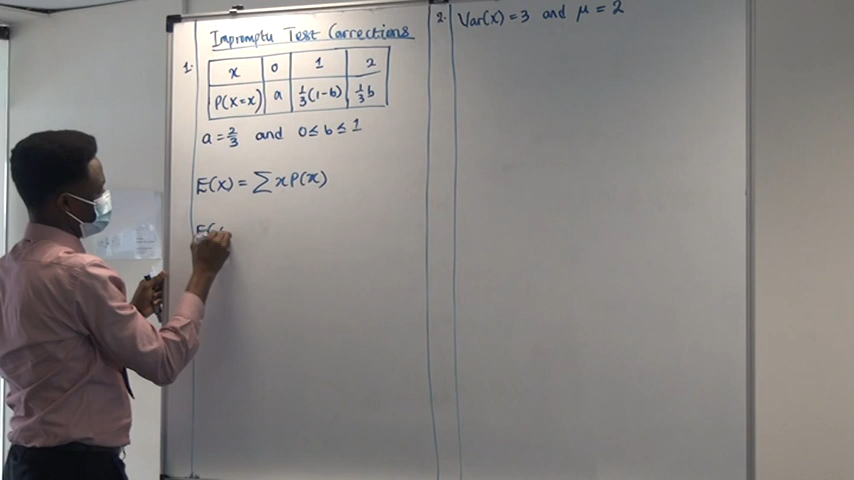 Impromptu Test Corrections
1.
x 0 1 2
P(X=x) a 1/3(1-b) 1/3b
a = 2/3 and 0 ≤ b ≤ 1
E(x) = ∑ x P(x)
E(
2. Var(x) = 3 and μ = 2